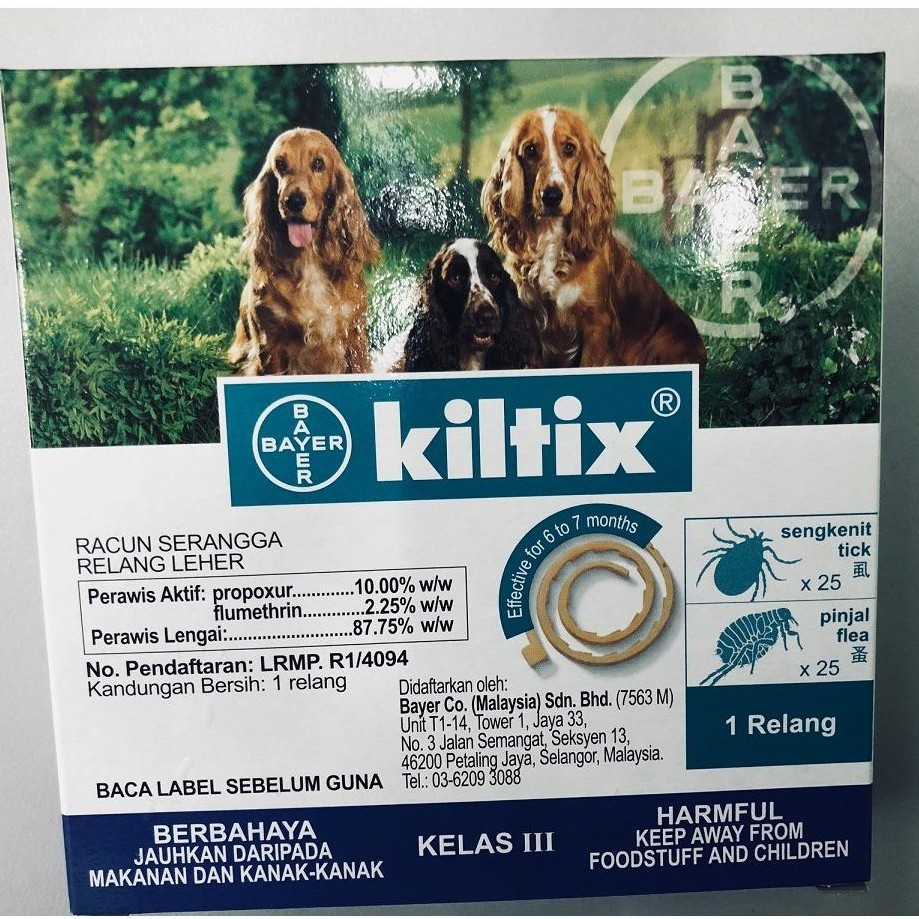 BAYER
BAYER
BAYER
BAYER
kiltix®
RACUN SERANGGA
RELANG LEHER
Perawis Aktif: propoxur............10.00% w/w
flumethrin............2.25% w/w
Perawis Lengai:........................87.75% w/w
No. Pendaftaran: LRMP. R1/4094
Kandungan Bersih: 1 relang
Effective for 6 to 7 months
sengkenit
tick
虱
x 25
pinjal
flea
蚤
x 25
1 Relang
Didaftarkan oleh:
Bayer Co. (Malaysia) Sdn. Bhd. (7563 M)
Unit T1-14, Tower 1, Jaya 33,
No. 3 Jalan Semangat, Seksyen 13,
46200 Petaling Jaya, Selangor, Malaysia.
Tel.: 03-6209 3088
BACA LABEL SEBELUM GUNA
BERBAHAYA
JAUHKAN DARIPADA
MAKANAN DAN KANAK-KANAK
KELAS III
HARMFUL
KEEP AWAY FROM
FOODSTUFF AND CHILDREN